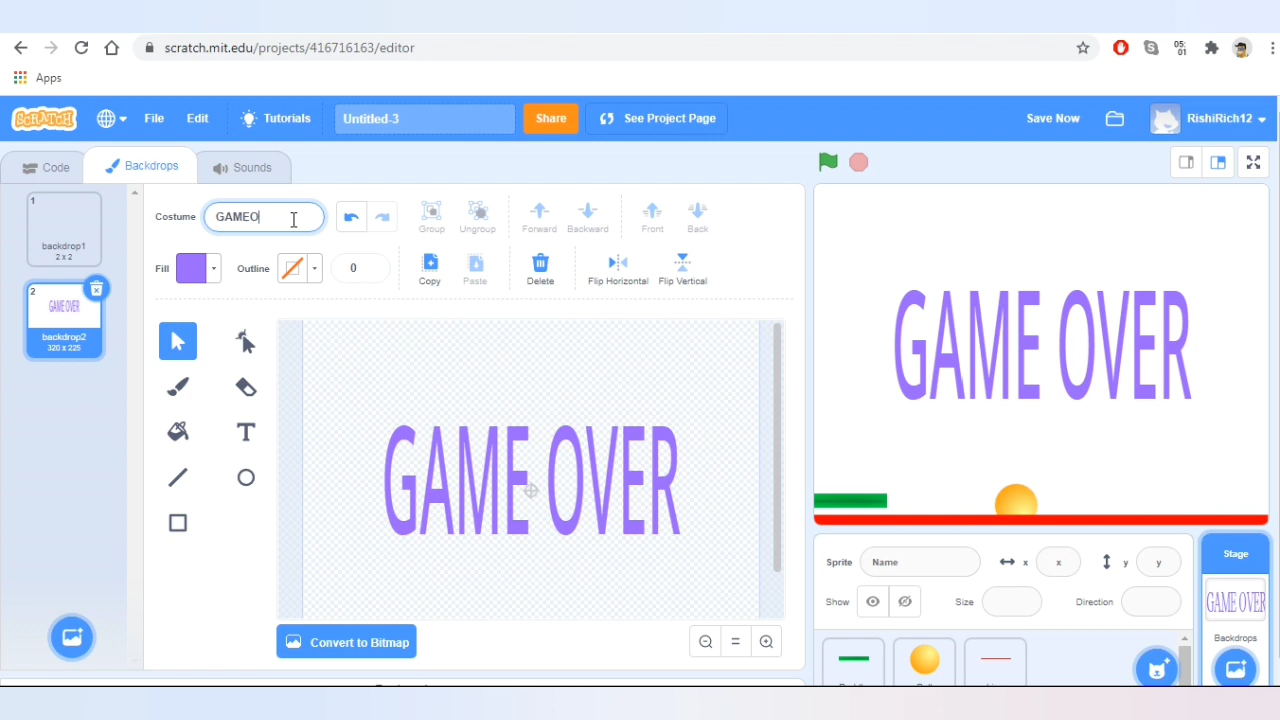 scratch.mit.edu/projects/416716163/editor
05:
01
Apps
SCRATCH
File
Edit
Tutorials
Untitled-3
Share
See Project Page
Save Now
RishiRich12
Code
Backdrops
Sounds
1
backdrop1
2 x 2
2
GAME OVER
backdrop2
320 x 225
Costume
GAMEO
Group
Ungroup
Forward
Backward
Front
Back
Fill
Outline
0
Copy
Paste
Delete
Flip Horizontal
Flip Vertical
T
GAME OVER
Convert to Bitmap
=
GAME OVER
Sprite
Name
x
x
y
y
Show
Size
Direction
Stage
GAME OVER
Backdrops